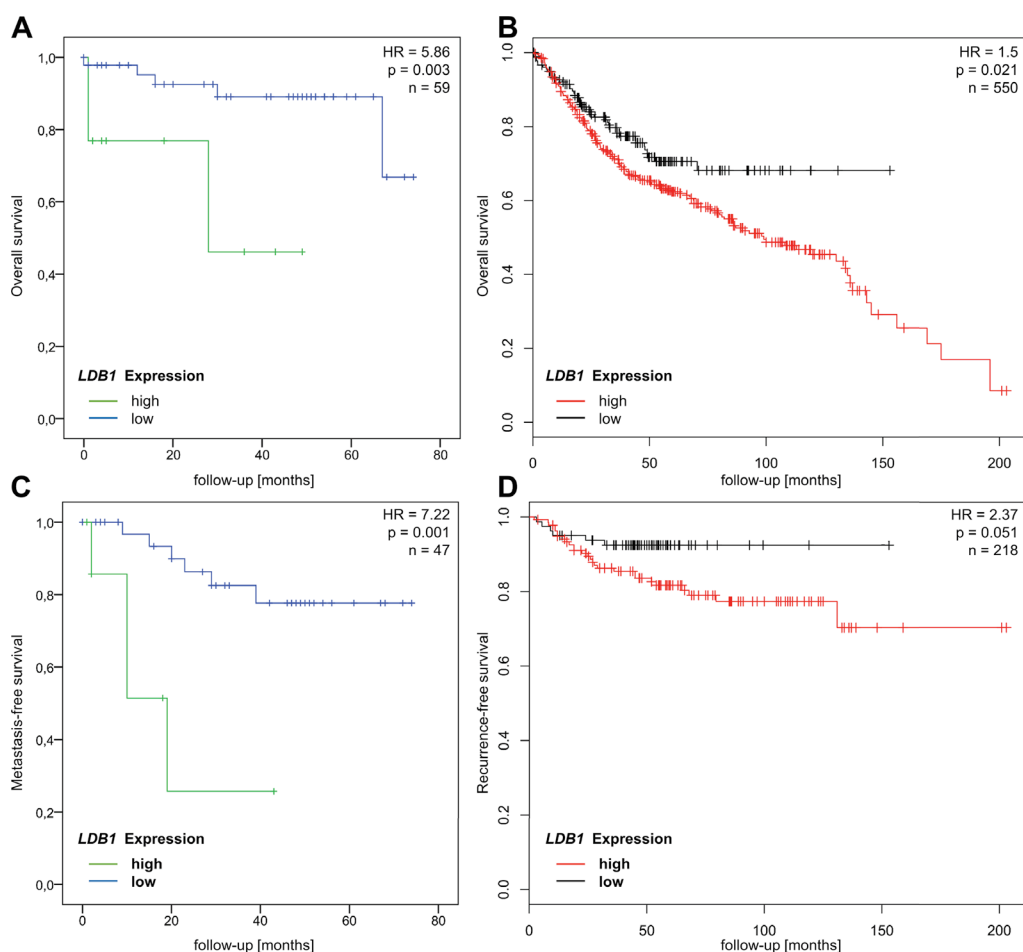 A
HR = 5.86
p = 0.003
n = 59
1,0
0,8
0,6
0,4
0,2
0,0
Overall survival
LDB1 Expression
high
low
0 20 40 60 80
follow-up [months]
B
HR = 1.5
p = 0.021
n = 550
1.0
0.8
0.6
0.4
0.2
0.0
Overall survival
LDB1 Expression
high
low
0 50 100 150 200
follow-up [months]
C
HR = 7.22
p = 0.001
n = 47
1,0
0,8
0,6
0,4
0,2
0,0
Metastasis-free survival
LDB1 Expression
high
low
0 20 40 60 80
follow-up [months]
D
HR = 2.37
p = 0.051
n = 218
1.0
0.8
0.6
0.4
0.2
0.0
Recurrence-free survival
LDB1 Expression
high
low
0 50 100 150 200
follow-up [months]